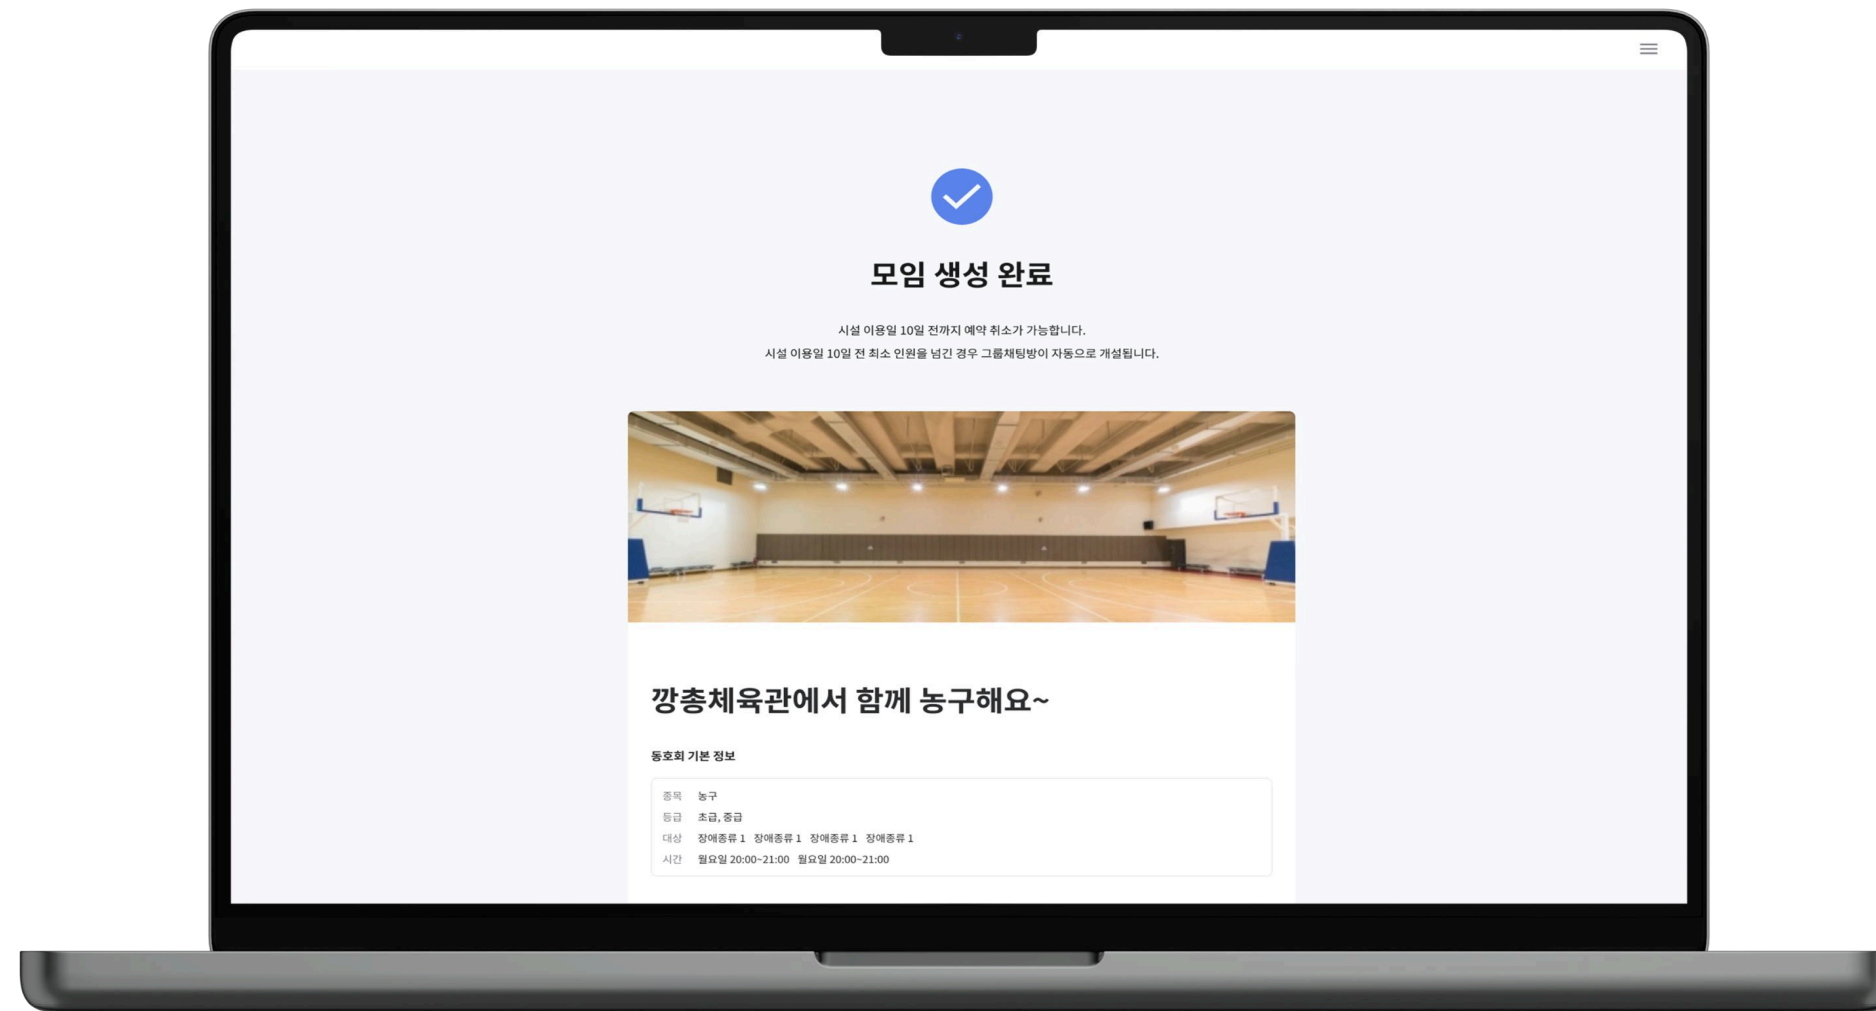 모임 생성 완료
시설 이용일 10일 전까지 예약 취소가 가능합니다.
시설 이용일 10일 전 최소 인원을 넘긴 경우 그룹채팅방이 자동으로 개설됩니다.
깡총체육관에서 함께 농구해요~
동호회 기본 정보
종목 농구
등급 초급, 중급
대상 장애종류 1 장애종류 1 장애종류 1 장애종류 1
시간 월요일 20:00~21:00 월요일 20:00~21:00